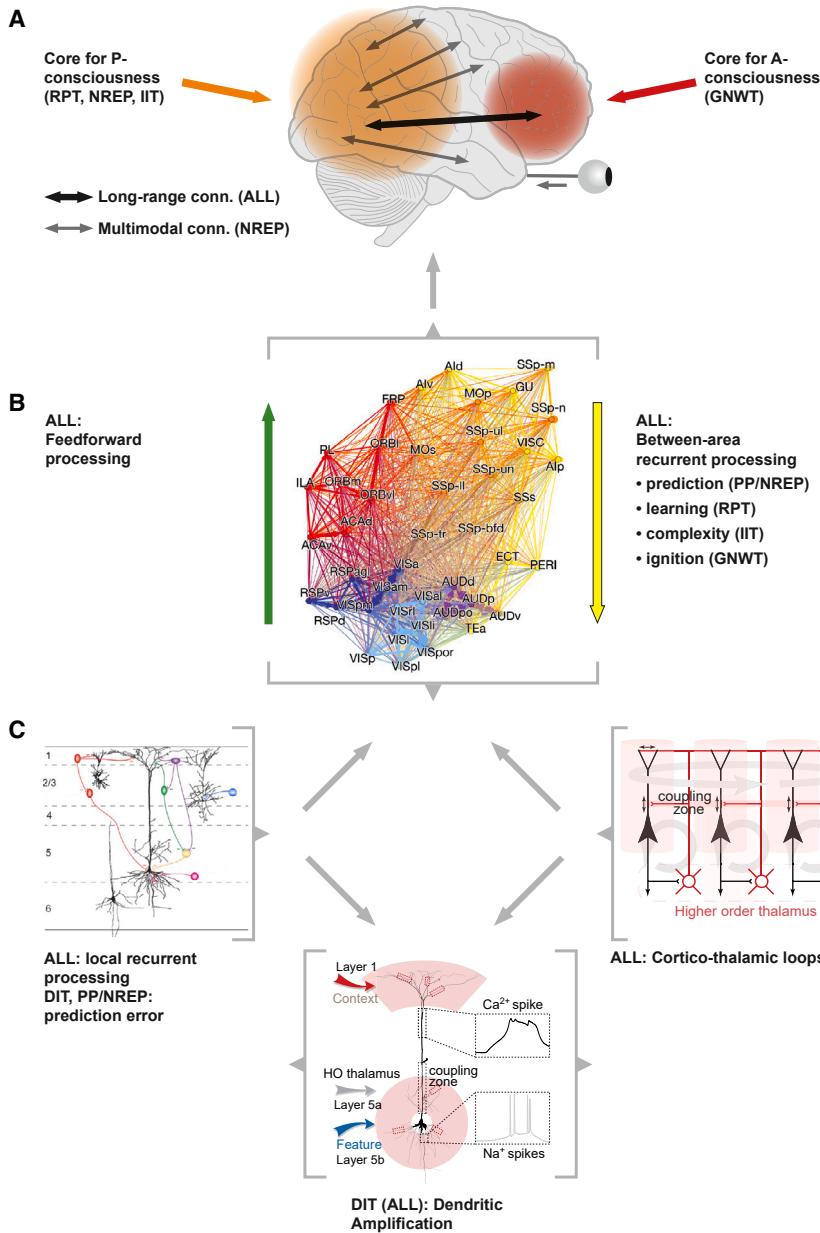 A
Core for P-
consciousness
(RPT, NREP, IIT)
Core for A-
consciousness
(GNWT)
Long-range conn. (ALL)
Multimodal conn. (NREP)
B
ALL:
Feedforward
processing
AId
SSp-m
AIv
GU
FRP
MOp
SSp-n
SSp-ul
ORBl
MOs
VISC
RL
AIp
SSp-un
ILA
ORBm
SSp-ll
ORBvl
SSs
ACAd
SSp-tr
SSp-bfd
ACAv
ECT
VISa
PERI
RSPagl
AUDd
VISam
RSPv
VISal
AUDp
VISpm
VISrl
AUDpo
AUDv
RSPd
VISli
TEa
VISl
VISpor
VISp
VISpl
ALL:
Between-area
recurrent processing
• prediction (PP/NREP)
• learning (RPT)
• complexity (IIT)
• ignition (GNWT)
C
1
2/3
4
5
6
ALL: local recurrent
processing
DIT, PP/NREP:
prediction error
coupling
zone
Higher order thalamus
ALL: Cortico-thalamic loops
Layer 1
Context
Ca2+ spike
HO thalamus
coupling
zone
Layer 5a
Feature
Layer 5b
Na+ spikes
DIT (ALL): Dendritic
Amplification